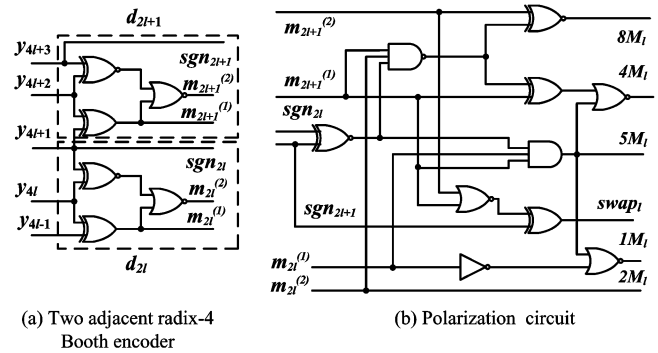 d₂ₗ₊₁
y₄ₗ₊₃
sgn₂ₗ₊₁
m₂ₗ₊₁⁽²⁾
y₄ₗ₊₂
m₂ₗ₊₁⁽¹⁾
y₄ₗ₊₁
sgn₂ₗ
m₂ₗ⁽²⁾
y₄ₗ
m₂ₗ⁽¹⁾
y₄ₗ₋₁
d₂ₗ
(a) Two adjacent radix-4
Booth encoder
m₂ₗ₊₁⁽²⁾
8Mₗ
m₂ₗ₊₁⁽¹⁾
4Mₗ
sgn₂ₗ
5Mₗ
sgn₂ₗ₊₁
swapₗ
1Mₗ
m₂ₗ⁽¹⁾
2Mₗ
m₂ₗ⁽²⁾
(b) Polarization circuit